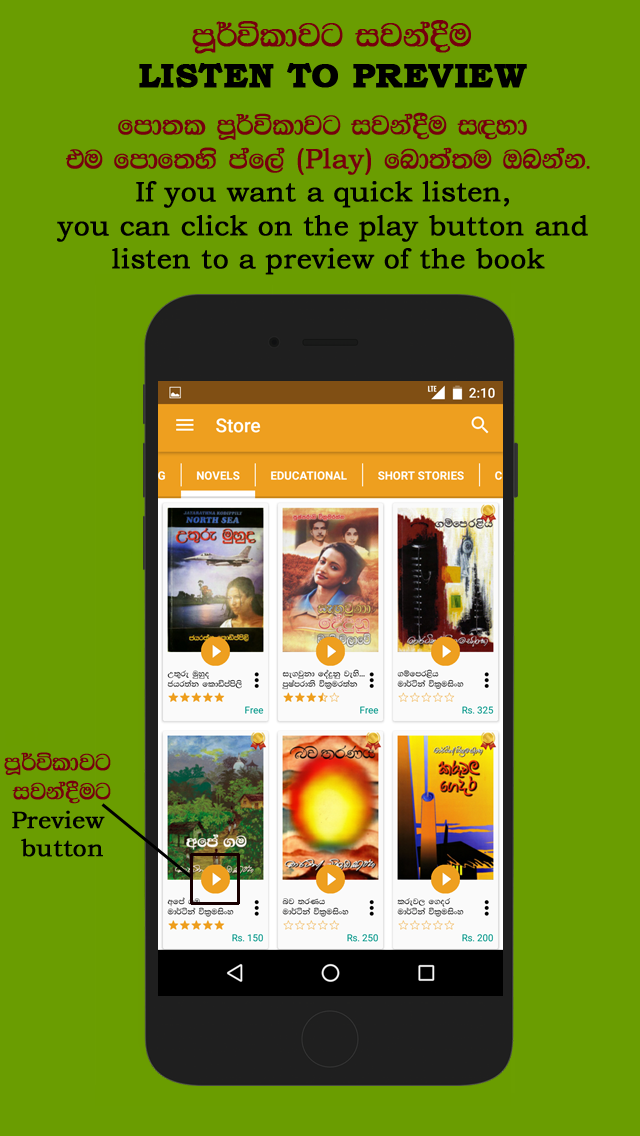 පූර්විකාවට සවන්දීම
LISTEN TO PREVIEW
පොතක පූර්විකාවට සවන්දීම සඳහා
එම පොතෙහි ප්ලේ (Play) බොත්තම ඔබන්න.
If you want a quick listen,
you can click on the play button and
listen to a preview of the book
LTE 2:10
Store
G NOVELS EDUCATIONAL SHORT STORIES C
NORTH SEA
උතුරු මුහුද
ජයරත්න කොඩිප්පිලි
ගම්පෙරළිය
උතුරු මුහුද
ජයරත්න කොඩිප්පිලි
Free
සැගවුනා දේදුනු වැහි...
පුෂ්පරානි වික්‍රමරත්න
Free
ගම්පෙරළිය
මාර්ටින් වික්‍රමසිංහ
Rs. 325
පූර්විකාවට
සවන්දීමට
Preview
button
අපේ ගම
බව තරණය
කරුවල
ගෙදර
අපේ ගම
මාර්ටින් වික්‍රමසිංහ
Rs. 150
බව තරණය
මාර්ටින් වික්‍රමසිංහ
Rs. 250
කරුවල ගෙදර
මාර්ටින් වික්‍රමසිංහ
Rs. 200